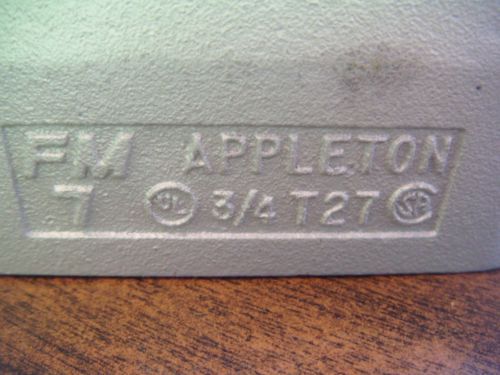 FM APPLETON
7 UL 3/4 T27 SA